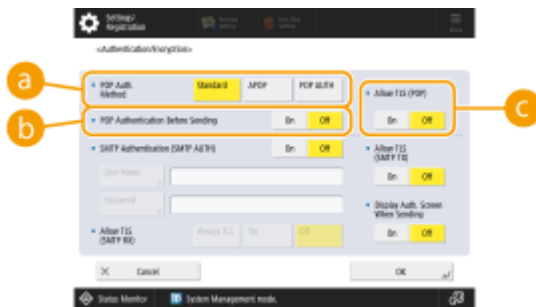 Settings/
Registration
Menu
<Authentication/Encryption>
a
POP Auth.
Method
Standard
APOP
POP AUTH
Allow TLS (POP)
c
b
POP Authentication Before Sending
On
Off
On
Off
SMTP Authentication (SMTP AUTH)
On
Off
Allow TLS
(SMTP TX)
User Name
On
Off
Password
Display Auth. Screen
When Sending
Allow TLS
(SMTP RX)
Always TLS
On
Off
On
Off
Cancel
OK
Status Monitor
System Management mode.